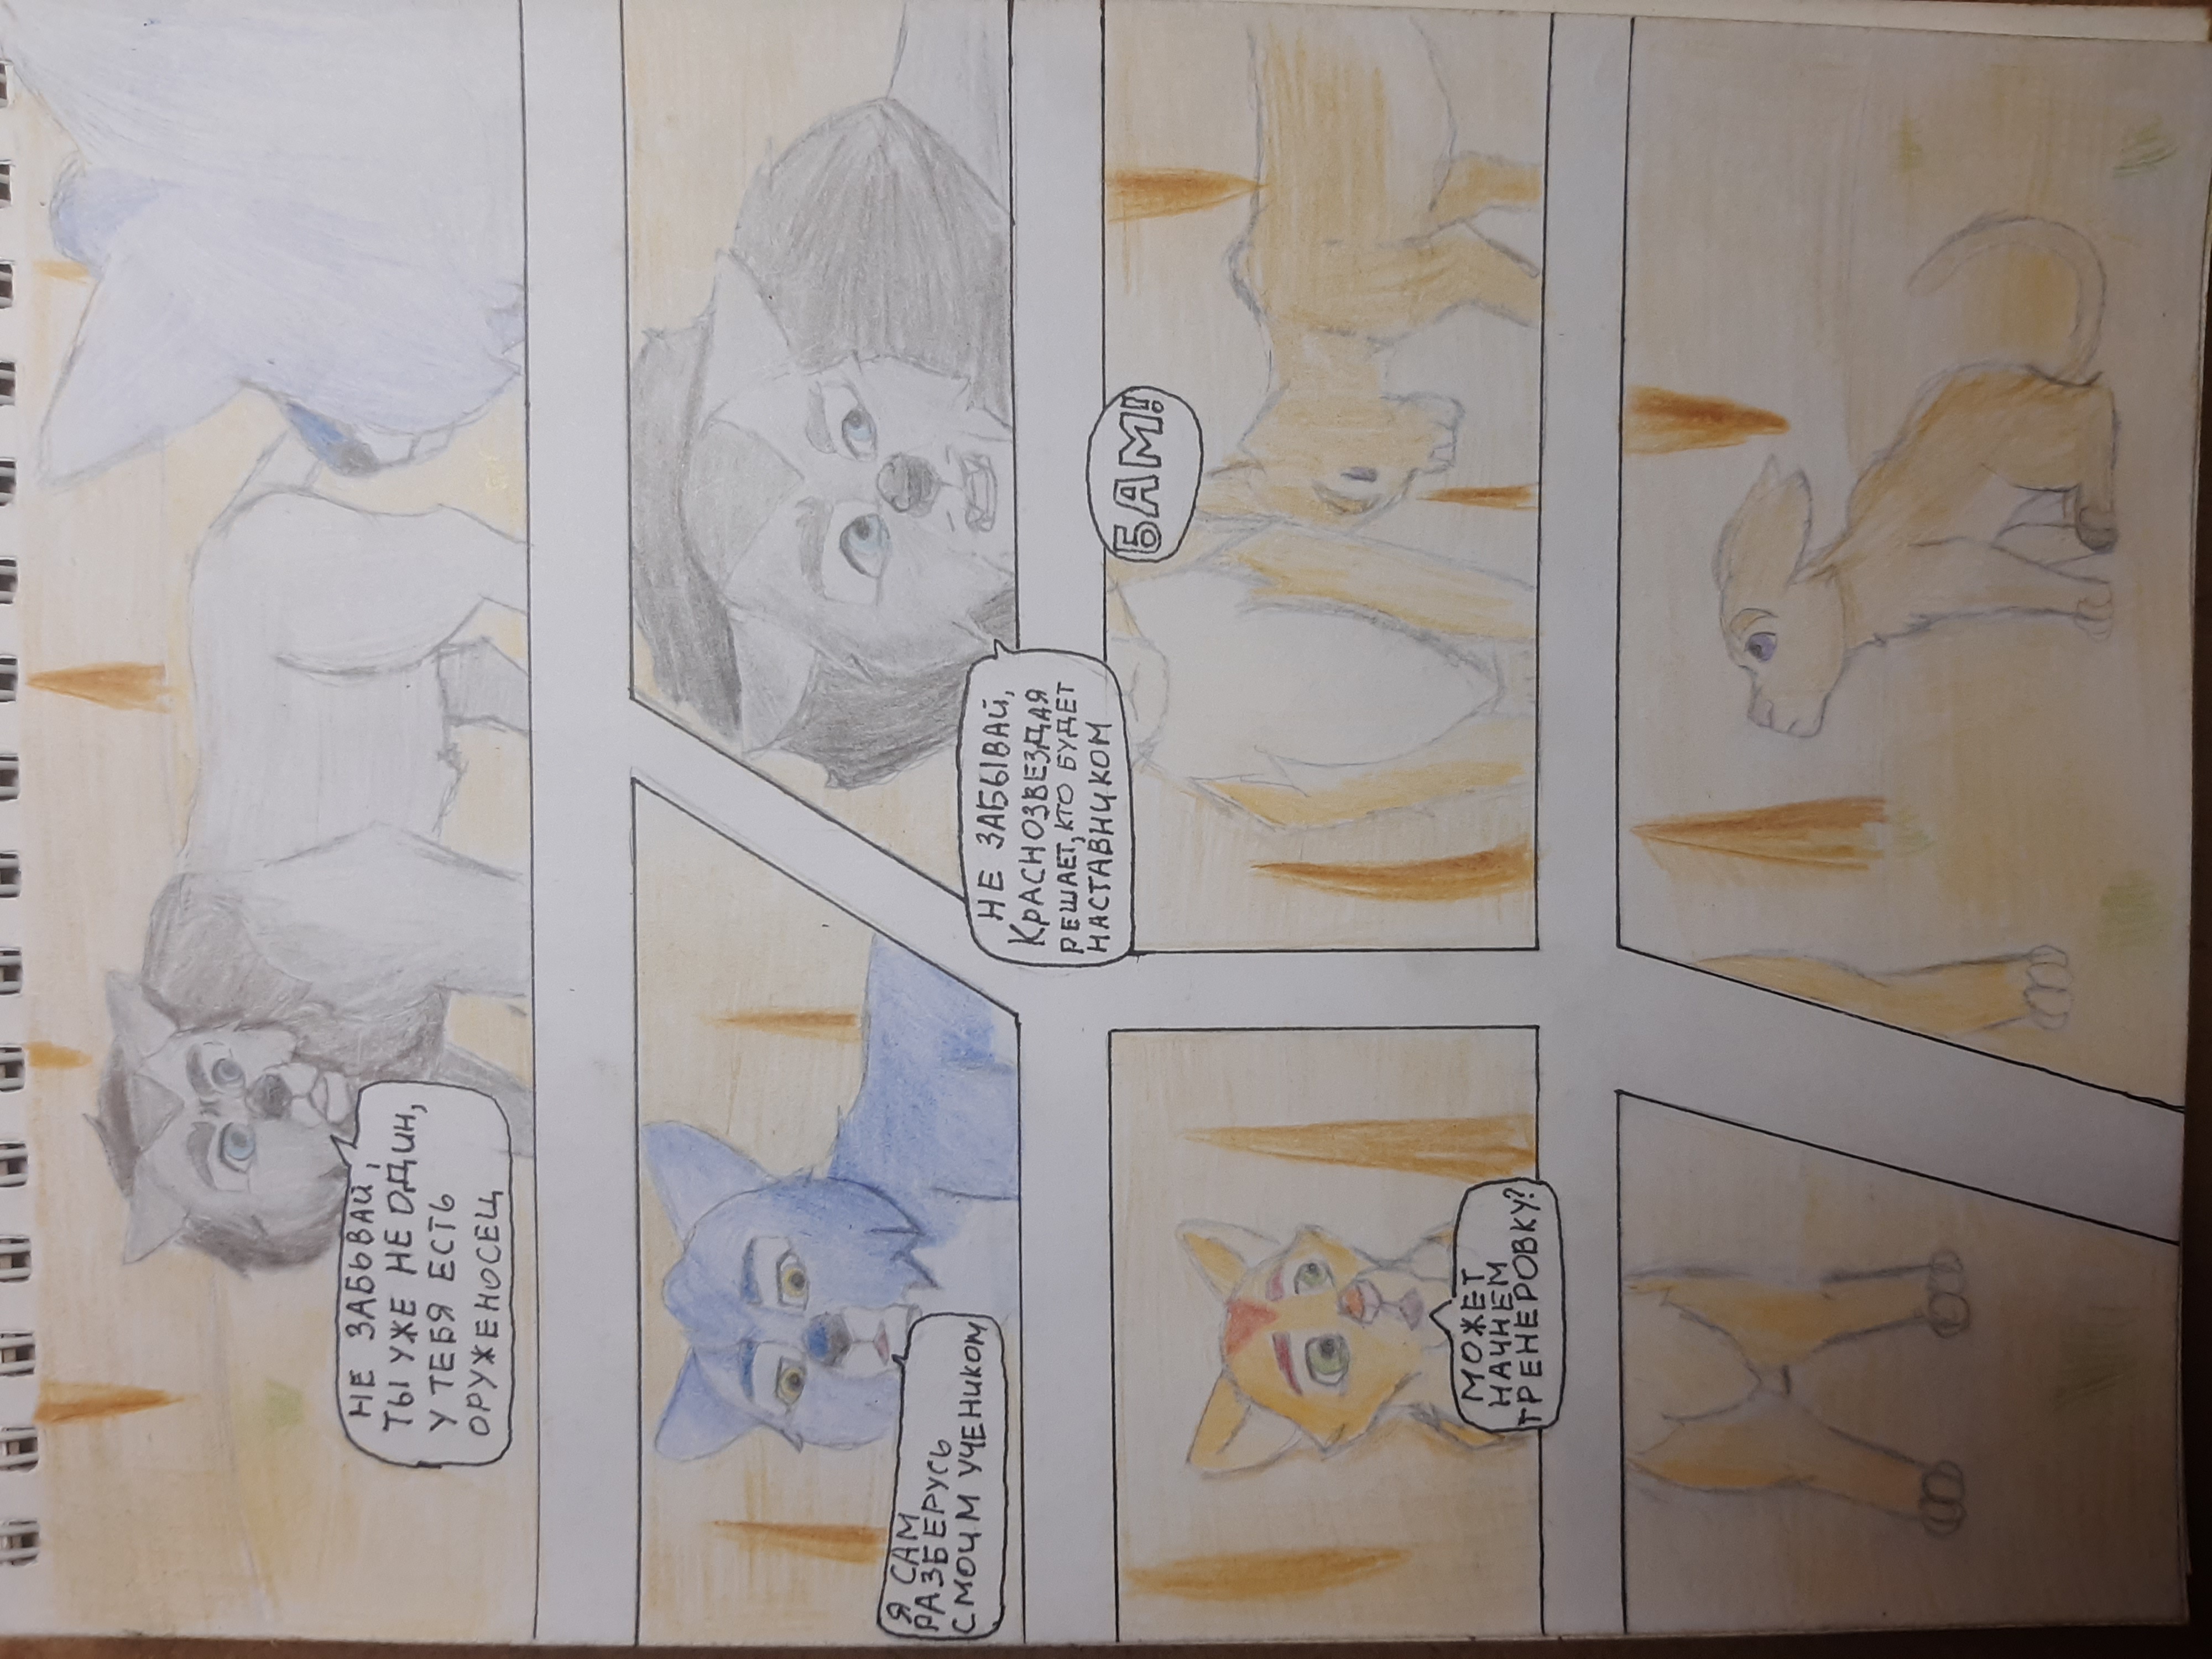 НЕ ЗАБЬВАЙ,
ТЫ УЖЕ НЕ ОДИН,
У ТЕБЯ ЕСТЬ
ОРУЖЕНОСЕЦ
Я САМ
РАЗБЕРУСЬ
С МОИМ УЧЕНИКОМ
НЕ ЗАБЫВАЙ,
КРАСНОЗВЕЗДАЯ
РЕШАЕТ, КТО БУДЕТ
НАСТАВНИКОМ
МОЖЕТ
НАЧНЕМ
ТРЕНЕРОВКУ?
БАМ!